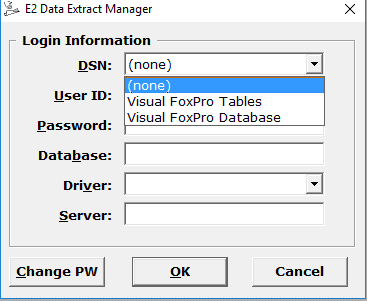 E2 Data Extract Manager
Login Information
DSN: (none)
(none)
User ID: Visual FoxPro Tables
Visual FoxPro Database
Password:
Database:
Driver:
Server:
Change PW OK Cancel